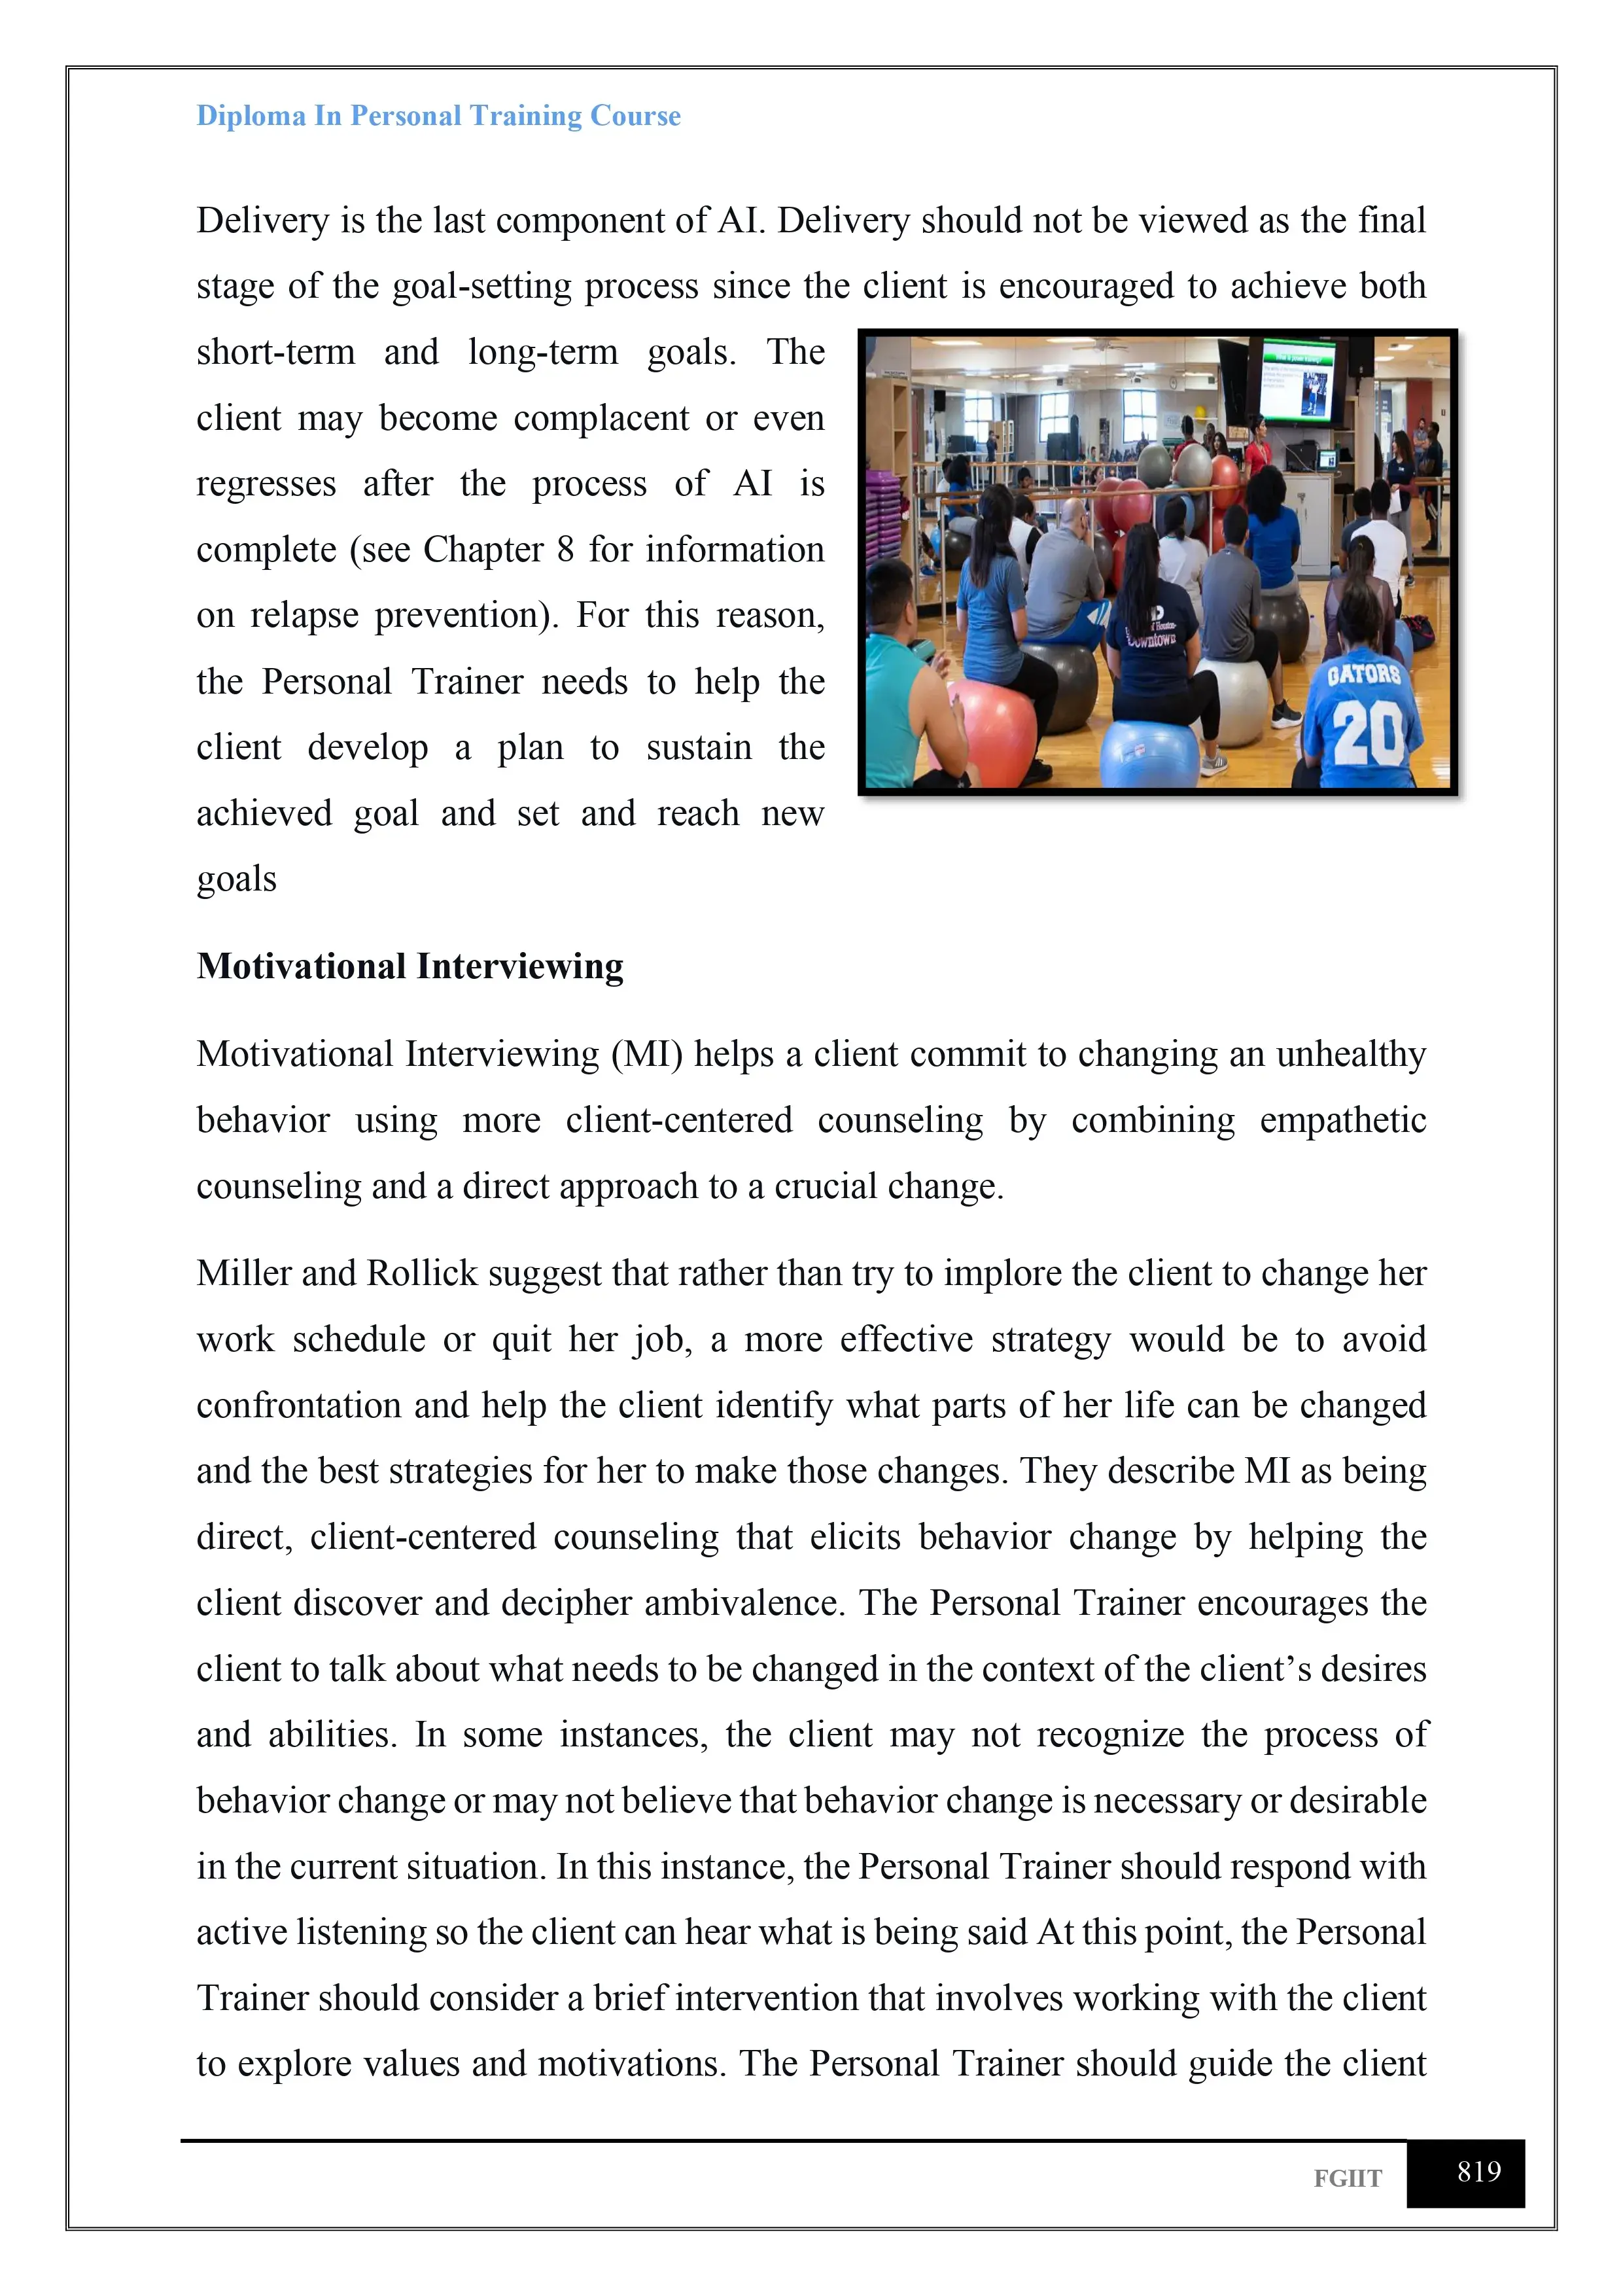 Diploma In Personal Training Course
Delivery is the last component of AI. Delivery should not be viewed as the final
stage of the goal-setting process since the client is encouraged to achieve both
short-term and long-term goals. The
client may become complacent or even
regresses after the process of AI is
complete (see Chapter 8 for information
on relapse prevention). For this reason,
the Personal Trainer needs to help the
client develop a plan to sustain the
achieved goal and set and reach new
goals
Downtown
GATORS
20
Motivational Interviewing
Motivational Interviewing (MI) helps a client commit to changing an unhealthy
behavior using more client-centered counseling by combining empathetic
counseling and a direct approach to a crucial change.
Miller and Rollick suggest that rather than try to implore the client to change her
work schedule or quit her job, a more effective strategy would be to avoid
confrontation and help the client identify what parts of her life can be changed
and the best strategies for her to make those changes. They describe MI as being
direct, client-centered counseling that elicits behavior change by helping the
client discover and decipher ambivalence. The Personal Trainer encourages the
client to talk about what needs to be changed in the context of the client’s desires
and abilities. In some instances, the client may not recognize the process of
behavior change or may not believe that behavior change is necessary or desirable
in the current situation. In this instance, the Personal Trainer should respond with
active listening so the client can hear what is being said At this point, the Personal
Trainer should consider a brief intervention that involves working with the client
to explore values and motivations. The Personal Trainer should guide the client
FGIIT
819